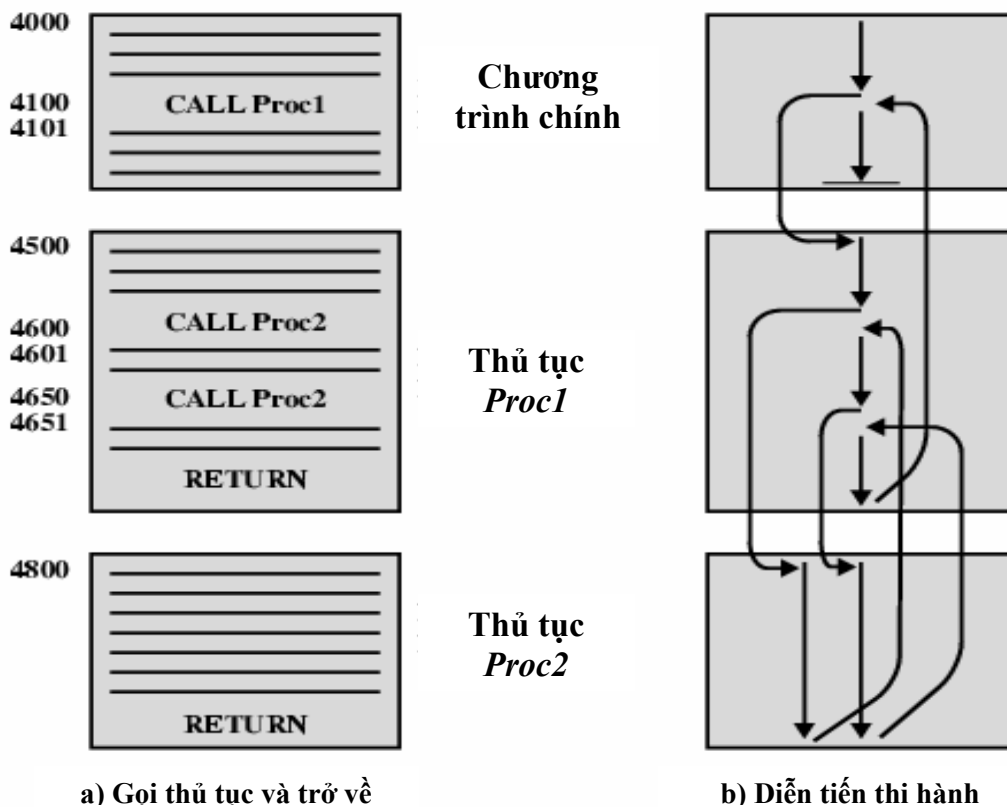 4000
4100
4101
CALL Proc1
Chương
trình chính
4500
4600
4601
4650
4651
CALL Proc2
CALL Proc2
RETURN
Thủ tục
Proc1
4800
RETURN
Thủ tục
Proc2
a) Gọi thủ tục và trở về
b) Diễn tiến thi hành